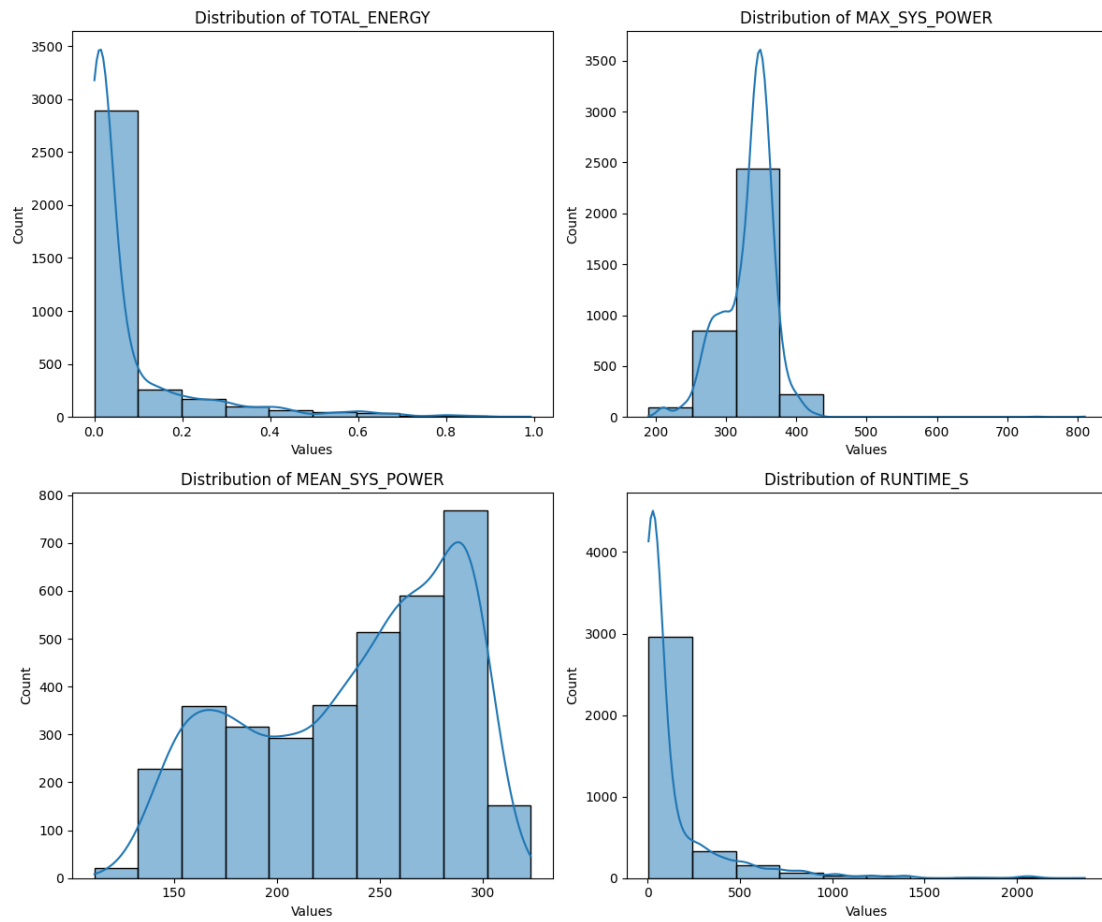 Distribution of TOTAL_ENERGY
3500
3000
2500
2000
1500
1000
500
0
Count
0.0 0.2 0.4 0.6 0.8 1.0
Values
Distribution of MAX_SYS_POWER
3500
3000
2500
2000
1500
1000
500
0
Count
200 300 400 500 600 700 800
Values
Distribution of MEAN_SYS_POWER
800
700
600
500
400
300
200
100
0
Count
150 200 250 300
Values
Distribution of RUNTIME_S
4000
3000
2000
1000
0
Count
0 500 1000 1500 2000
Values